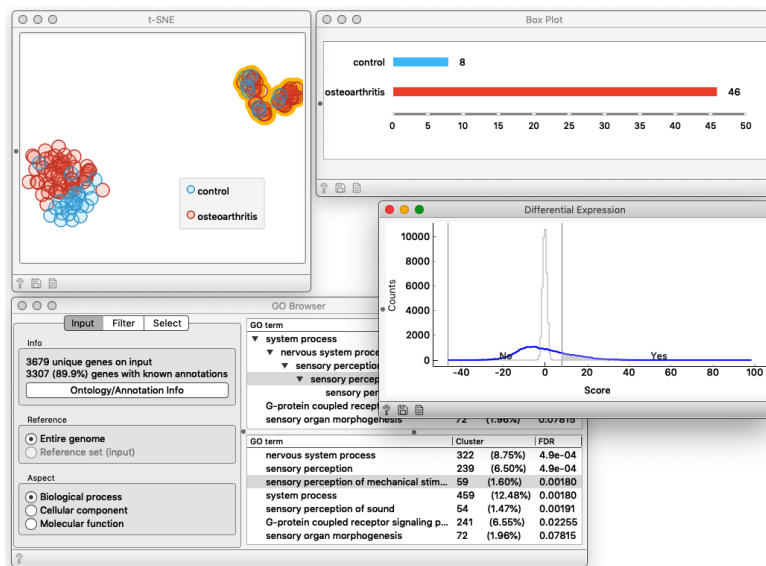 t-SNE
control
osteoarthritis
Box Plot
control 8
osteoarthritis 46
0 5 10 15 20 25 30 35 40 45 50
Differential Expression
10000
8000
6000
4000
2000
0
Counts
No Yes
-40 -20 0 20 40 60 80 100
Score
GO Browser
Input Filter Select
Info
3679 unique genes on input
3307 (89.9%) genes with known annotations
Ontology/Annotation Info
Reference
Entire genome
Reference set (input)
Aspect
Biological process
Cellular component
Molecular function
GO term
system process
nervous system proce
sensory perception
sensory percep
sensory per
G-protein coupled recept
sensory organ morphogenesis 72 (1.96%) 0.07815
GO term Cluster FDR
nervous system process 322 (8.75%) 4.9e-04
sensory perception 239 (6.50%) 4.9e-04
sensory perception of mechanical stim... 59 (1.60%) 0.00180
system process 459 (12.48%) 0.00180
sensory perception of sound 54 (1.47%) 0.00191
G-protein coupled receptor signaling p... 241 (6.55%) 0.02255
sensory organ morphogenesis 72 (1.96%) 0.07815